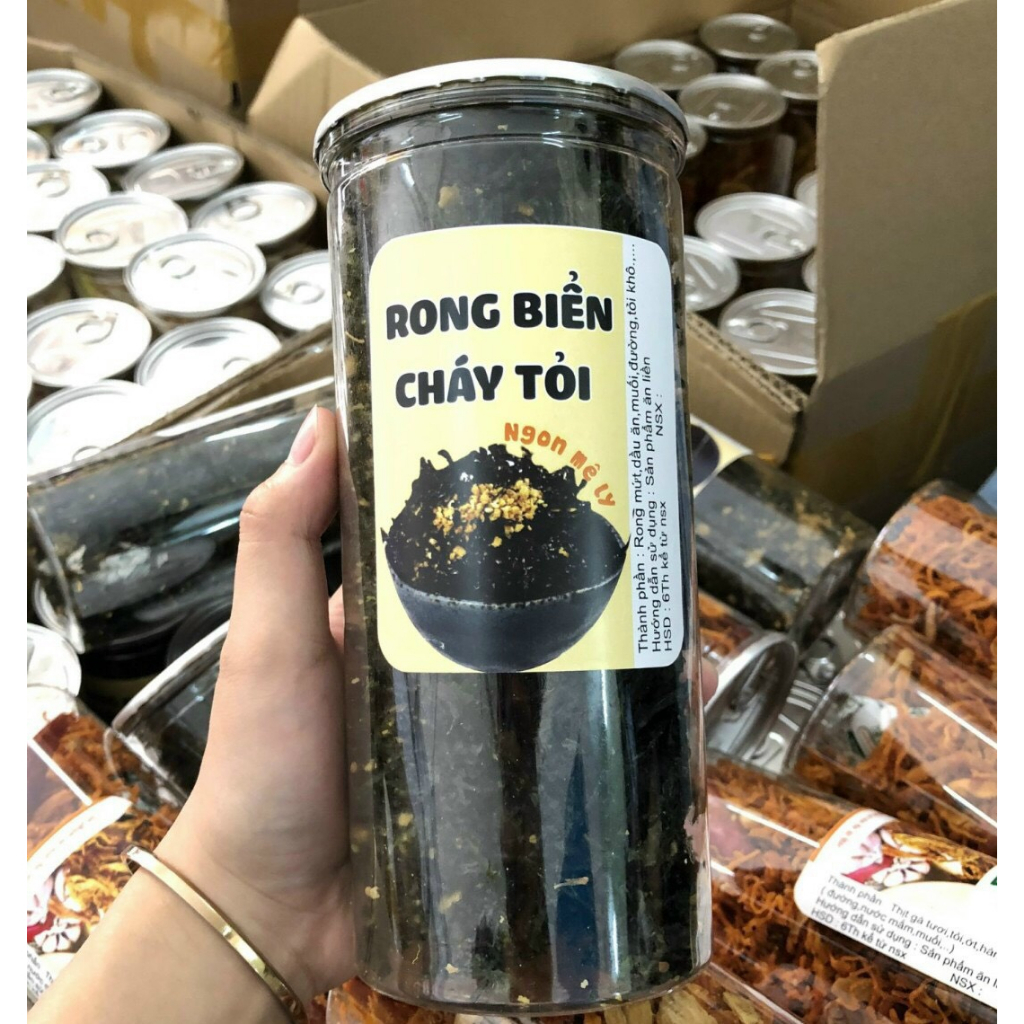 RONG BIỂN
CHÁY TỎI
Ngon mê ly
Thành phần : Rong mứt,dầu ăn,muối,đường,tỏi khô.,...
Hướng dẫn sử dụng : Sản phẩm ăn liền
HSD : 6Th kể từ nsx NSX :
Thành phần Thịt gà tươi,tỏi,ớt,hàn
( đường,nước mắm,muối,..)
Hướng dẫn sử dụng : Sản phẩm ăn l
HSD : 6Th kể từ nsx NSX :